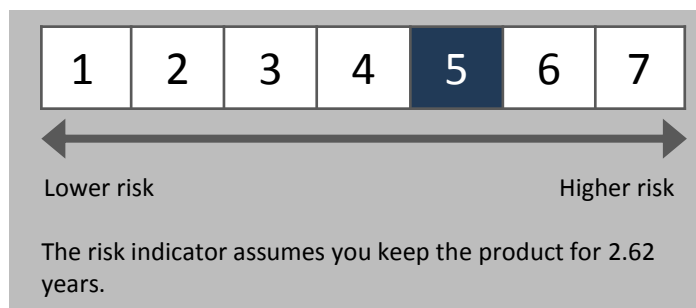 1 2 3 4 5 6 7
Lower risk Higher risk
The risk indicator assumes you keep the product for 2.62
years.